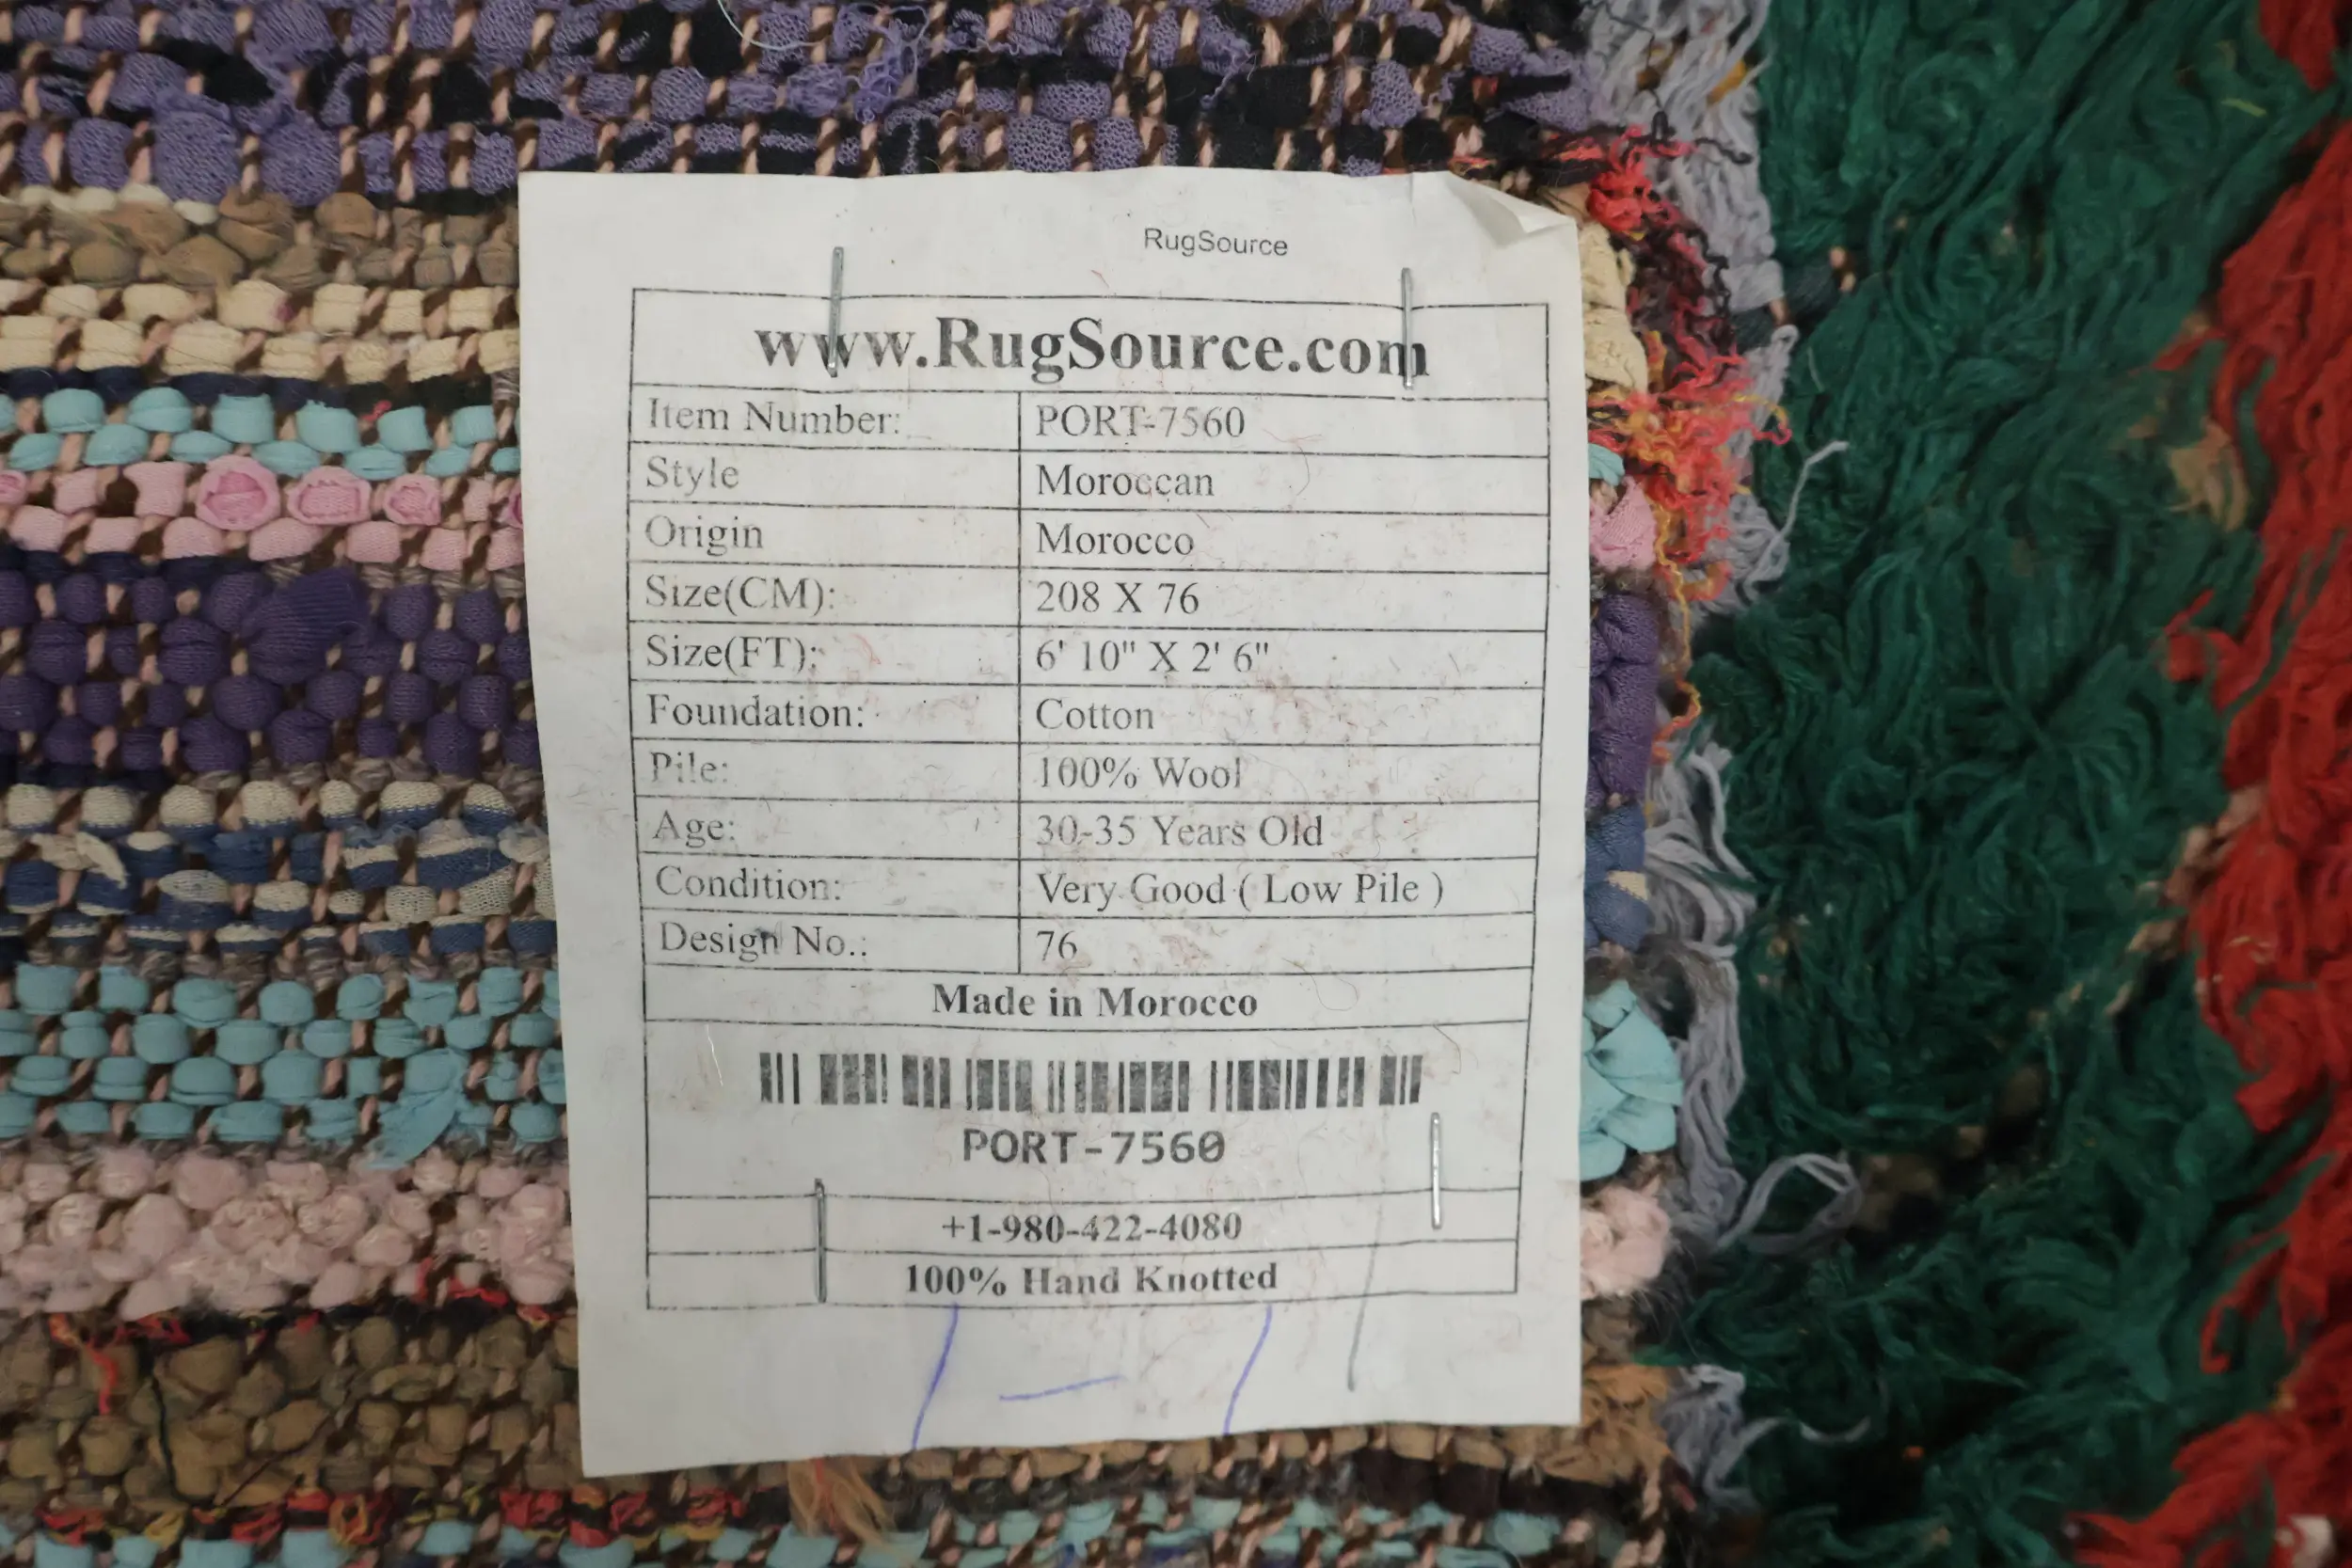 RugSource
www.RugSource.com
Item Number: PORT-7560
Style Moroccan
Origin Morocco
Size(CM): 208 X 76
Size(FT): 6' 10" X 2' 6"
Foundation: Cotton
Pile: 100% Wool
Age: 30-35 Years Old
Condition: Very Good ( Low Pile )
Design No.: 76
Made in Morocco
PORT-7560
+1-980-422-4080
100% Hand Knotted
1-1